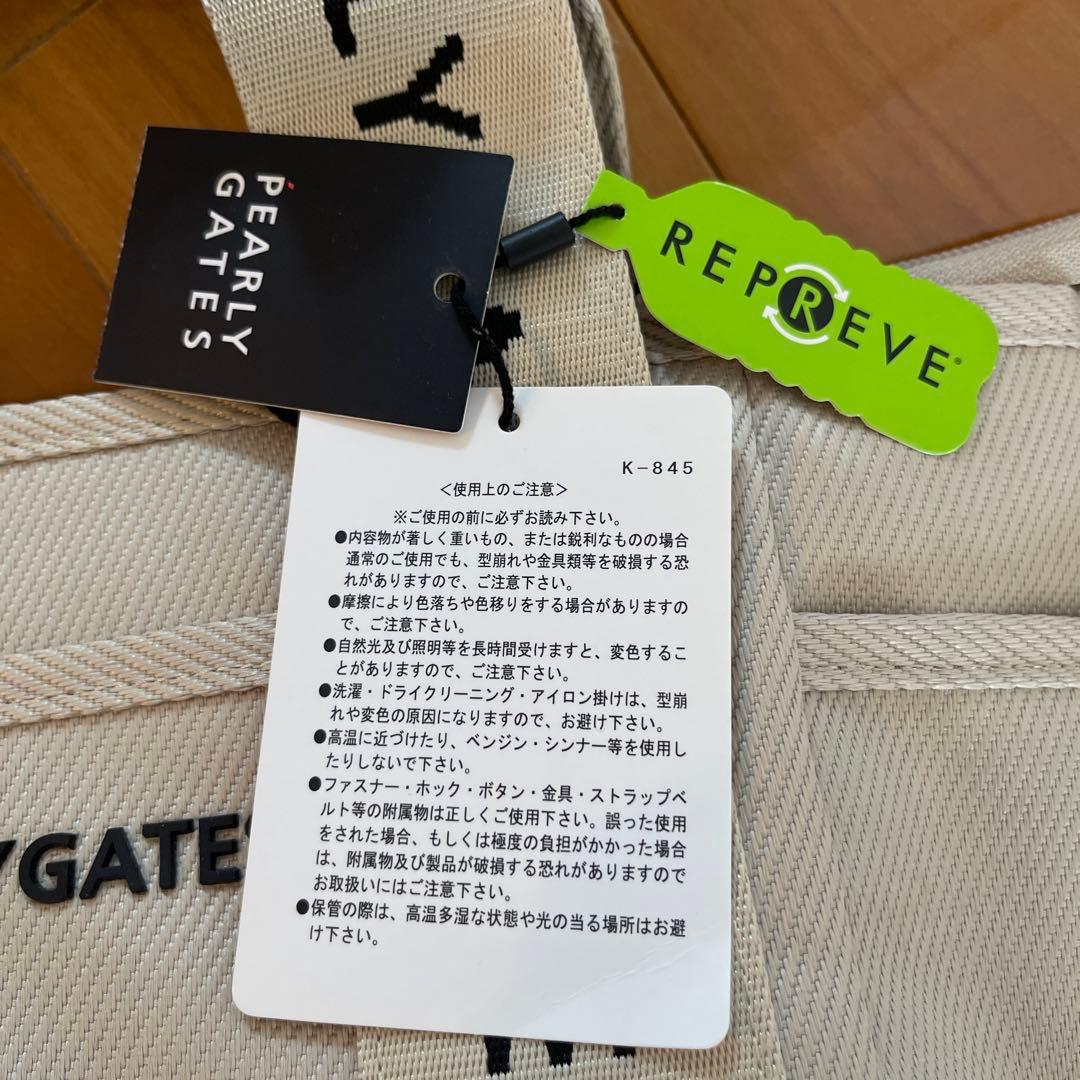 LY
PEARLY
GATES
REPREVE®
K-845
<使用上のご注意>
※ご使用の前に必ずお読み下さい。
●内容物が著しく重いもの、または鋭利なものの場合
通常のご使用でも、型崩れや金具類等を破損する恐
れがありますので、ご注意下さい。
●摩擦により色落ちや色移りをする場合がありますの
で、ご注意下さい。
●自然光及び照明等を長時間受けますと、変色するこ
とがありますので、ご注意下さい。
●洗濯・ドライクリーニング・アイロン掛けは、型崩
れや変色の原因になりますので、お避け下さい。
●高温に近づけたり、ベンジン・シンナー等を使用し
たりしないで下さい。
●ファスナー・ホック・ボタン・金具・ストラップベ
ルト等の附属物は正しくご使用下さい。誤った使用
をされた場合、もしくは極度の負担がかかった場合
は、附属物及び製品が破損する恐れがありますので
お取扱いにはご注意下さい。
●保管の際は、高温多湿な状態や光の当る場所はお避
け下さい。
YGATES